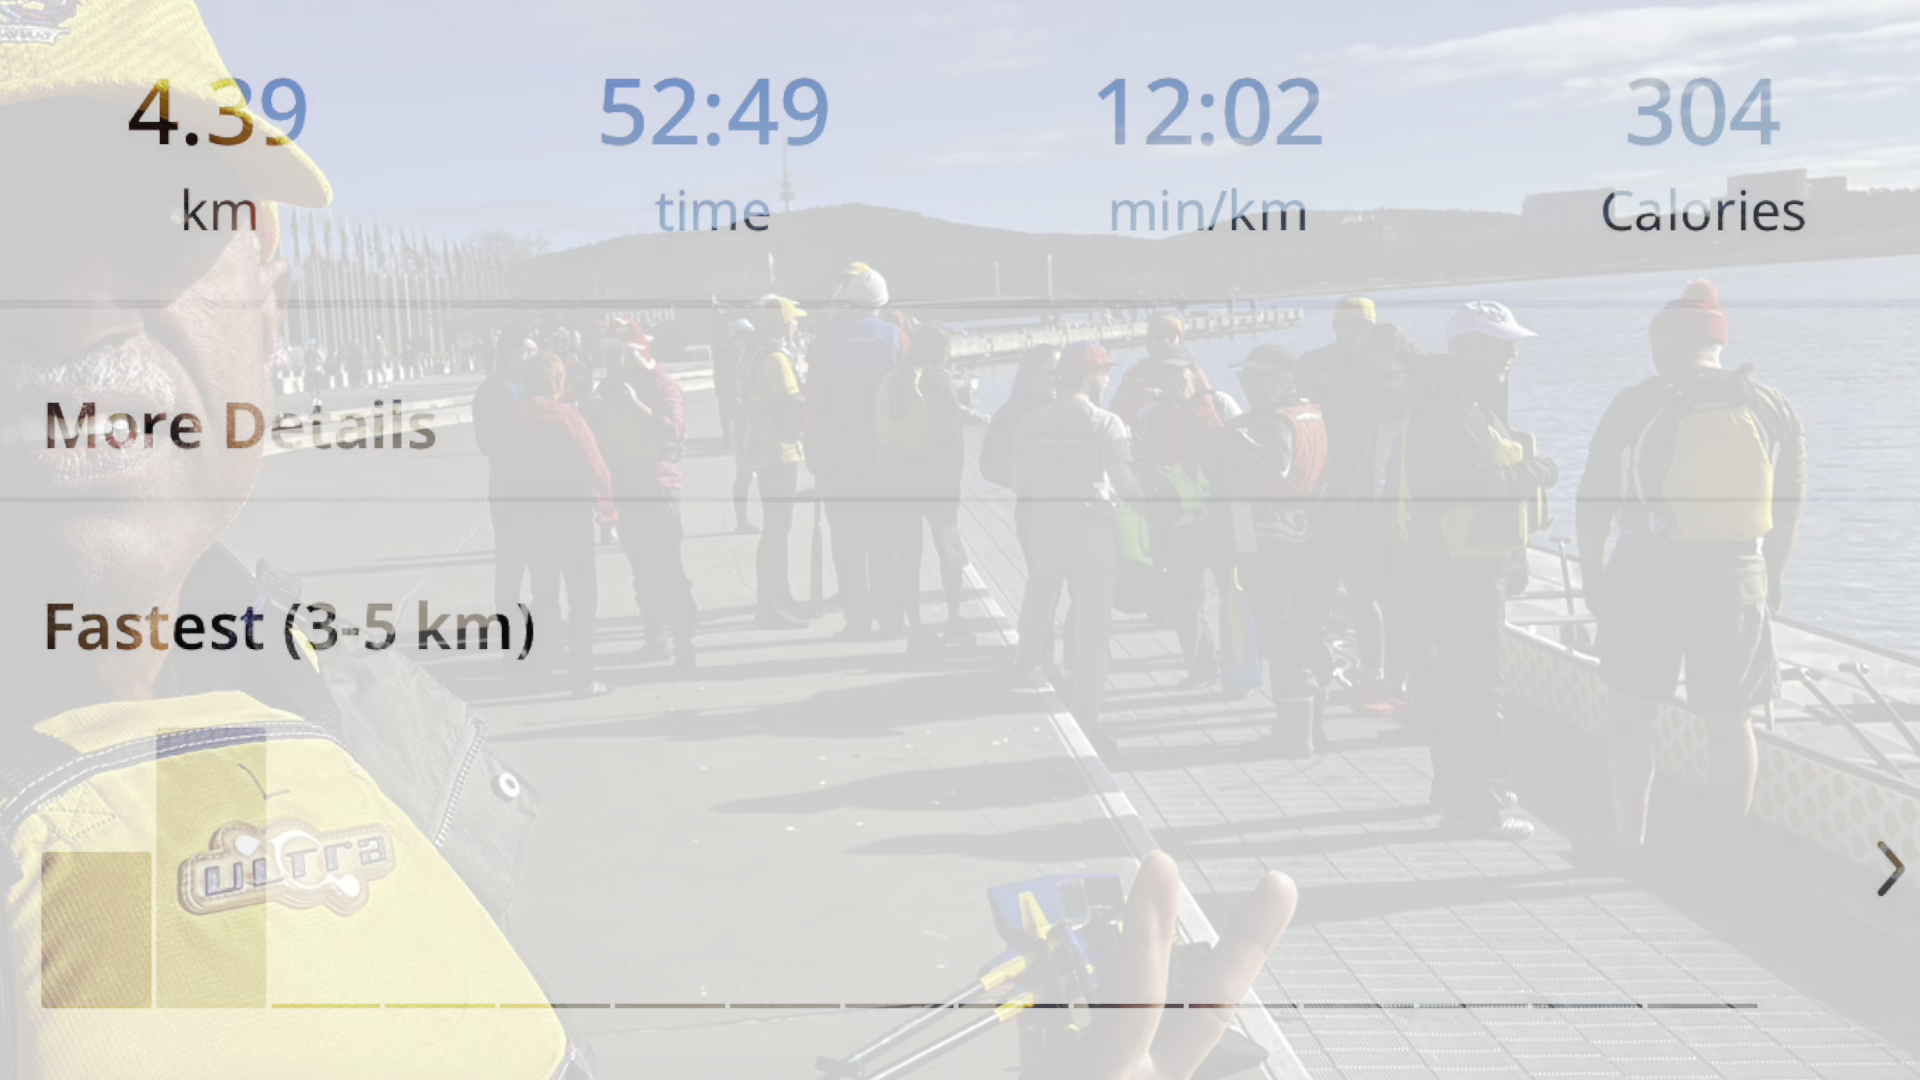 4.39 52:49 12:02 304
km time min/km Calories
More Details
Fastest (3-5 km)
ULTRA